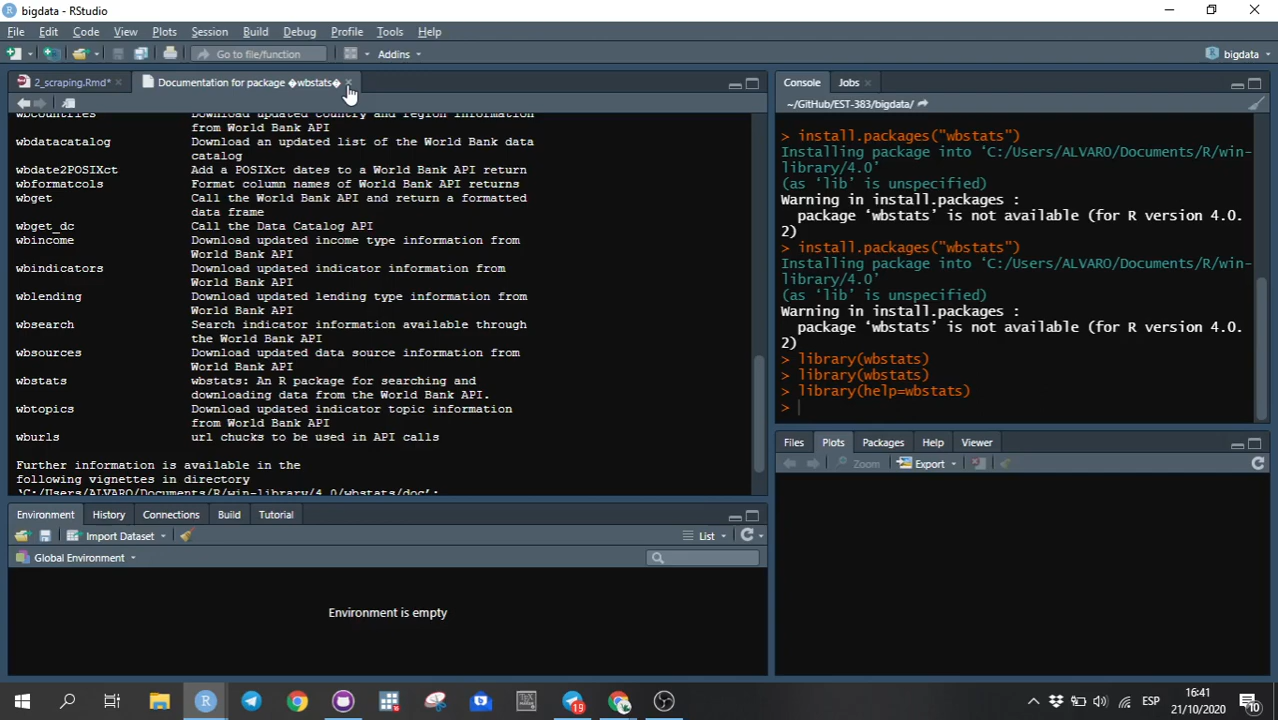 bigdata - RStudio
File Edit Code View Plots Session Build Debug Profile Tools Help
Go to file/function Addins bigdata
2_scraping.Rmd* Documentation for package �wbstats�
wbcountries Download updated country and region information
from World Bank API
wbdatacatalog Download an updated list of the World Bank data
catalog
wbdate2POSIXct Add a POSIXct dates to a World Bank API return
wbformatcols Format column names of World Bank API returns
wbget Call the World Bank API and return a formatted
data frame
wbget_dc Call the Data Catalog API
wbincome Download updated income type information from
World Bank API
wbindicators Download updated indicator information from
World Bank API
wblending Download updated lending type information from
World Bank API
wbsearch Search indicator information available through
the World Bank API
wbsources Download updated data source information from
World Bank API
wbstats wbstats: An R package for searching and
downloading data from the World Bank API.
wbtopics Download updated indicator topic information
from World Bank API
wburls url chucks to be used in API calls
Further information is available in the
following vignettes in directory
‘C:/Users/ALVARO/Documents/R/win-library/4.0/wbstats/doc’:
Environment History Connections Build Tutorial
Import Dataset List
Global Environment
Environment is empty
Console Jobs
~/GitHub/EST-383/bigdata/
> install.packages("wbstats")
Installing package into ‘C:/Users/ALVARO/Documents/R/win-
library/4.0’
(as ‘lib’ is unspecified)
Warning in install.packages :
package ‘wbstats’ is not available (for R version 4.0.
2)
> install.packages("wbstats")
Installing package into ‘C:/Users/ALVARO/Documents/R/win-
library/4.0’
(as ‘lib’ is unspecified)
Warning in install.packages :
package ‘wbstats’ is not available (for R version 4.0.
2)
> library(wbstats)
> library(wbstats)
> library(help=wbstats)
>
Files Plots Packages Help Viewer
Zoom Export
19
ESP
16:41
21/10/2020
10